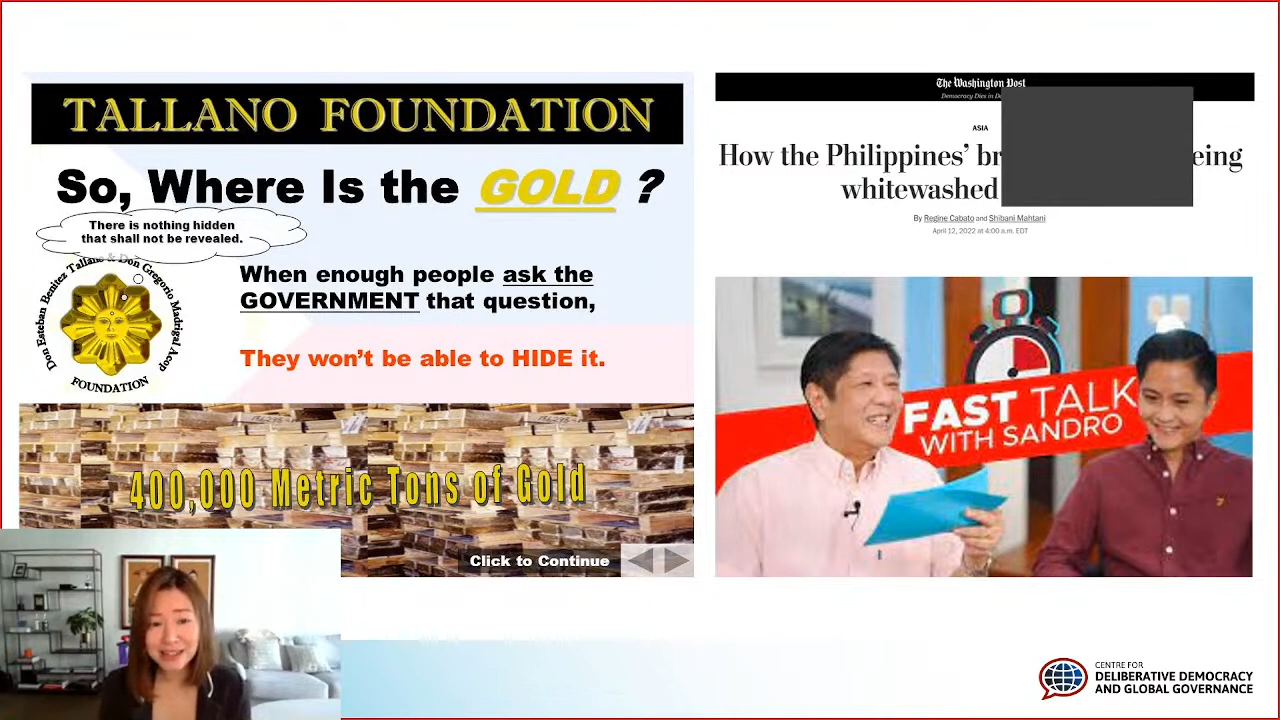 TALLANO FOUNDATION
So, Where Is the GOLD ?
There is nothing hidden
that shall not be revealed.
Don Esteban Benitez Tallano & Don Gregorio Madrigal Acop
FOUNDATION
When enough people ask the
GOVERNMENT that question,
They won't be able to HIDE it.
400,000 Metric Tons of Gold
Click to Continue
The Washington Post
Democracy Dies in
ASIA
How the Philippines' br eing
whitewashed
By Regine Cabato and Shibani Mahtani
April 12, 2022 at 4:00 a.m. EDT
FAST TALK
WITH SANDRO
CENTRE FOR
DELIBERATIVE DEMOCRACY
AND GLOBAL GOVERNANCE